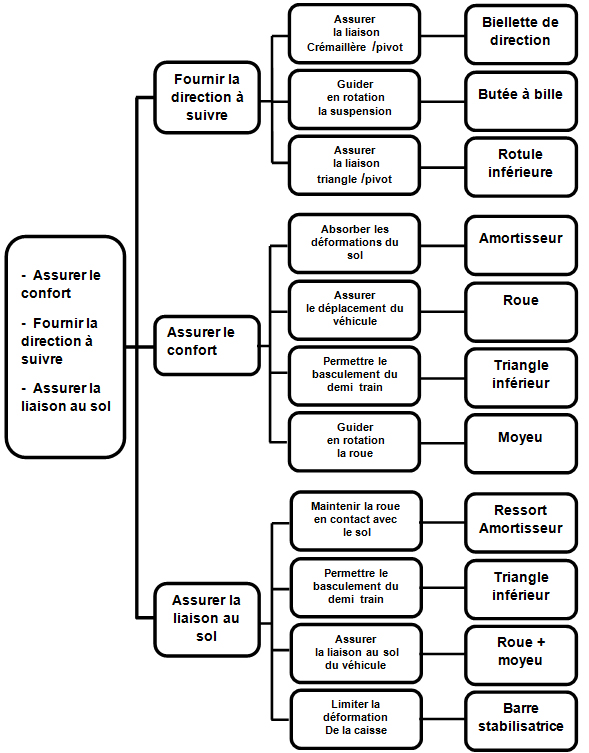 - Assurer le
confort
- Fournir la
direction à
suivre
- Assurer la
liaison au sol
Fournir la
direction à
suivre
Assurer
la liaison
Crémaillère /pivot
Biellette de
direction
Guider
en rotation
la suspension
Butée à bille
Assurer
la liaison
triangle /pivot
Rotule
inférieure
Assurer le
confort
Absorber les
déformations du
sol
Amortisseur
Assurer
le déplacement du
véhicule
Roue
Permettre le
basculement du
demi train
Triangle
inférieur
Guider
en rotation
la roue
Moyeu
Assurer la
liaison au
sol
Maintenir la roue
en contact avec
le sol
Ressort
Amortisseur
Permettre le
basculement du
demi train
Triangle
inférieur
Assurer
la liaison au sol
du véhicule
Roue +
moyeu
Limiter la
déformation
De la caisse
Barre
stabilisatrice